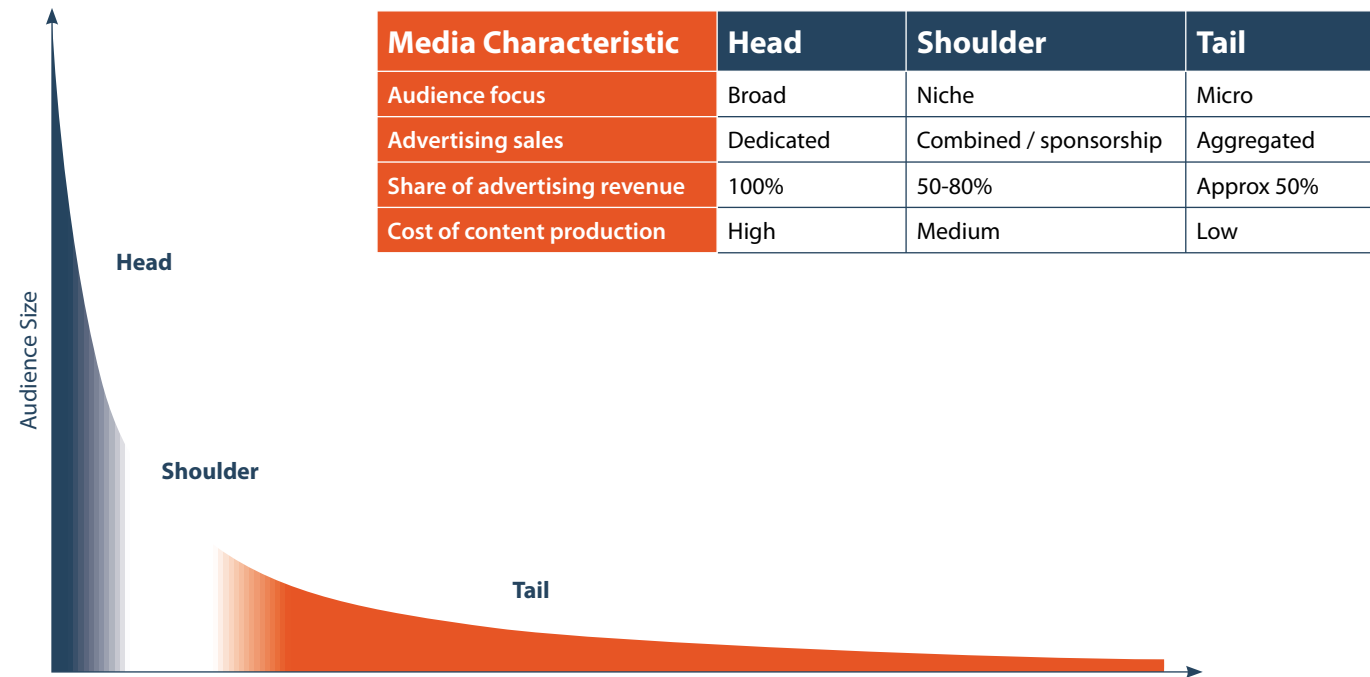 Media Characteristic Head Shoulder Tail
Audience focus Broad Niche Micro
Advertising sales Dedicated Combined / sponsorship Aggregated
Share of advertising revenue 100% 50-80% Approx 50%
Cost of content production High Medium Low
Head
Audience Size
Shoulder
Tail